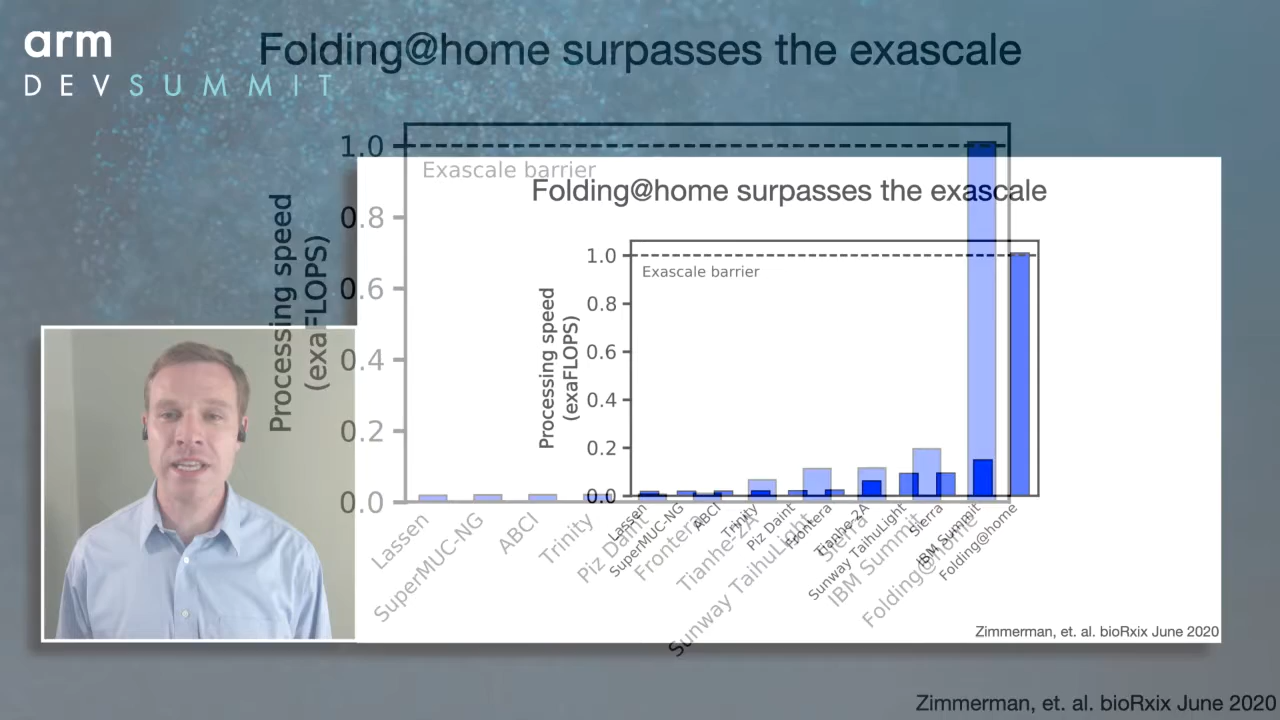 arm
DEVSUMMIT
Folding@home surpasses the exascale
1.0
Exascale barrier
0.8
0.6
0.4
0.2
0.0
Processing speed
(exaFLOPS)
Lassen
SuperMUC-NG
ABCI
Trinity
Piz Daint
Frontera
Tianhe-2A
Sunway TaihuLight
Sierra
IBM Summit
Folding@home
Folding@home surpasses the exascale
1.0
Exascale barrier
0.8
0.6
0.4
0.2
0.0
Processing speed
(exaFLOPS)
Lassen
SuperMUC-NG
ABCI
Trinity
Piz Daint
Frontera
Tianhe-2A
Sunway TaihuLight
Sierra
IBM Summit
Folding@home
Zimmerman, et. al. bioRxix June 2020
Zimmerman, et. al. bioRxix June 2020